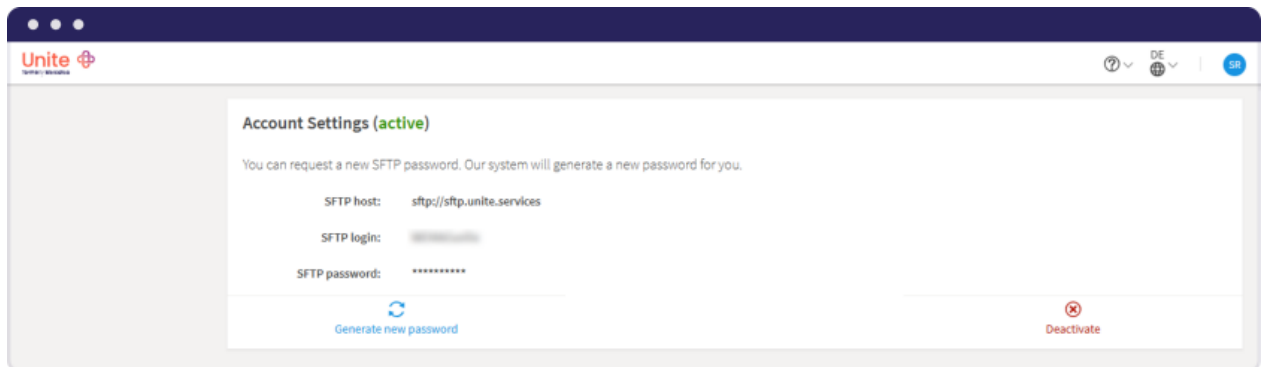 Unite
DE
SR
Account Settings (active)
You can request a new SFTP password. Our system will generate a new password for you.
SFTP host: sftp://sftp.unite.services
SFTP login:
SFTP password: **********
Generate new password
Deactivate